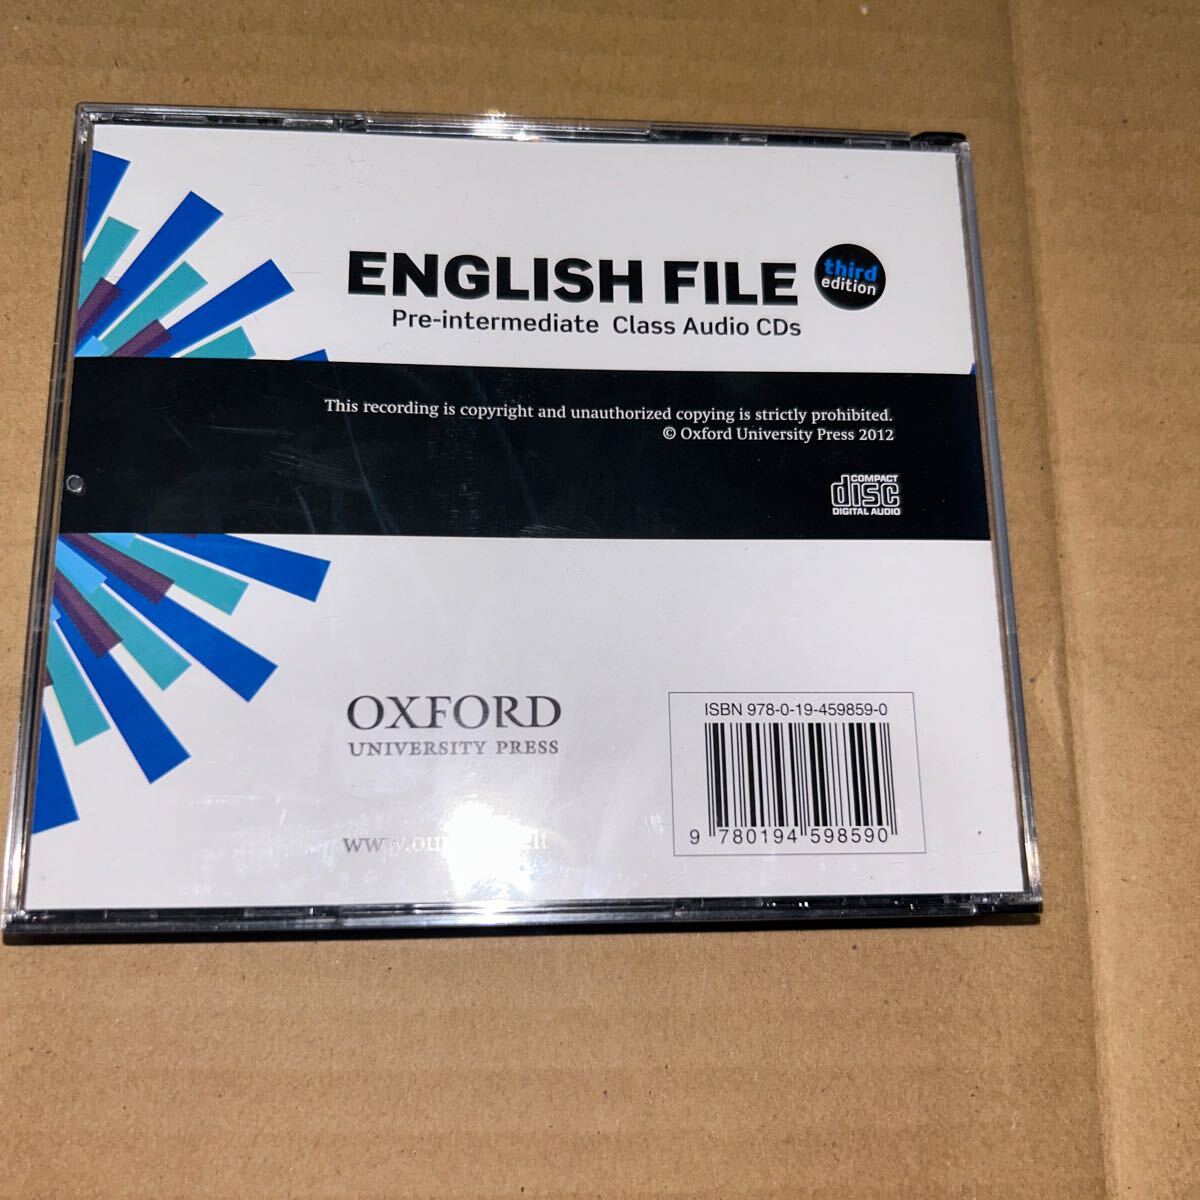 ENGLISH FILE
third
edition
Pre-intermediate Class Audio CDs
This recording is copyright and unauthorized copying is strictly prohibited.
© Oxford University Press 2012
COMPACT
disc
DIGITAL AUDIO
OXFORD
UNIVERSITY PRESS
ISBN 978-0-19-459859-0
9 780194 598590